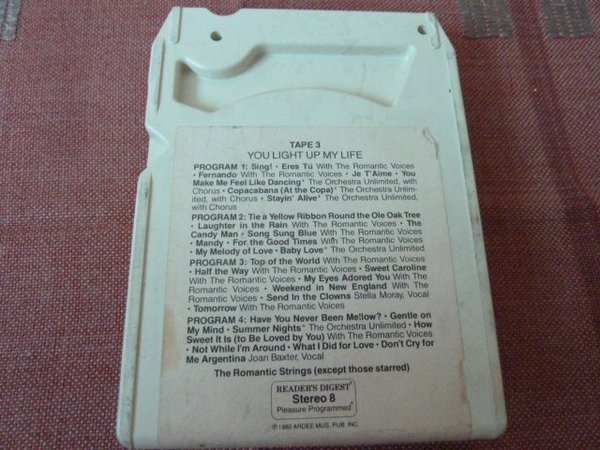 TAPE 3
YOU LIGHT UP MY LIFE
PROGRAM 1: Sing! • Eres Tú With The Romantic Voices
• Fernando With The Romantic Voices • Je T'Aime • You
Make Me Feel Like Dancing* The Orchestra Unlimited, with
Chorus • Copacabana (At the Copa)* The Orchestra Unlim-
ited, with Chorus • Stayin' Alive* The Orchestra Unlimited,
with Chorus
PROGRAM 2: Tie a Yellow Ribbon Round the Ole Oak Tree
• Laughter in the Rain With The Romantic Voices • The
Candy Man • Song Sung Blue With The Romantic Voices
• Mandy • For the Good Times With The Romantic Voices
• My Melody of Love • Baby Love* The Orchestra Unlimited
PROGRAM 3: Top of the World With The Romantic Voices
• Half the Way With The Romantic Voices • Sweet Caroline
With The Romantic Voices • My Eyes Adored You With The
Romantic Voices • Weekend in New England With The
Romantic Voices • Send In the Clowns Stella Moray, Vocal
• Tomorrow With The Romantic Voices
PROGRAM 4: Have You Never Been Mellow? • Gentle on
My Mind • Summer Nights* The Orchestra Unlimited • How
Sweet It Is (to Be Loved by You) With The Romantic Voices
• Not While I'm Around • What I Did for Love • Don't Cry for
Me Argentina Joan Baxter, Vocal
The Romantic Strings (except those starred)
READER'S DIGEST
Stereo 8
Pleasure Programmed
℗ 1980 ARDEE MUS. PUB. INC.